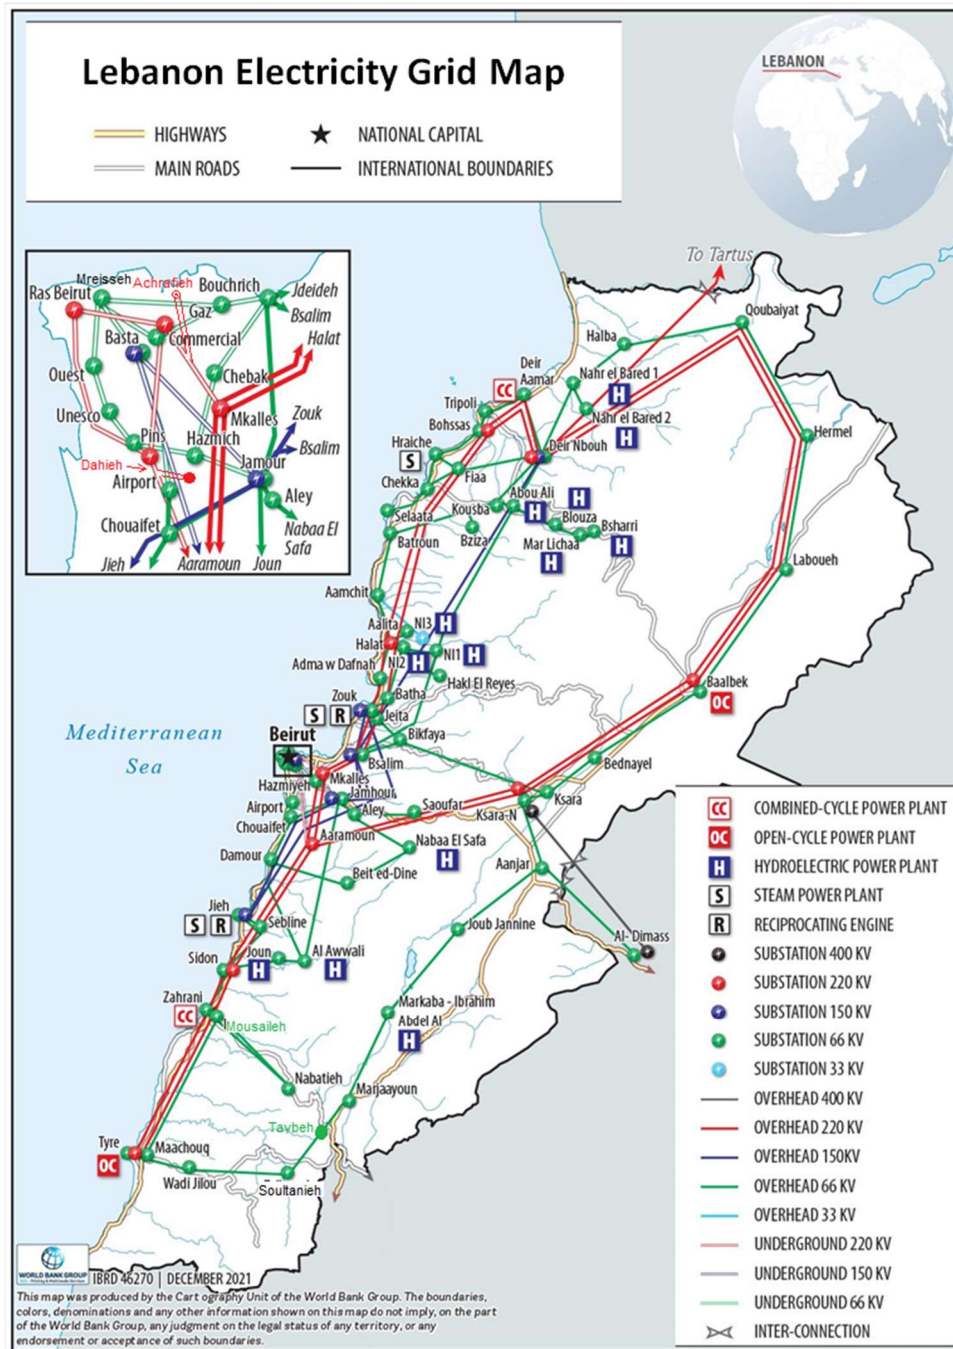 Lebanon Electricity Grid Map
HIGHWAYS
NATIONAL CAPITAL
MAIN ROADS
INTERNATIONAL BOUNDARIES
LEBANON
To Tartus
Mreisseh
Achrafieh
Bouchrich
Jdeideh
Ras Beirut
Gaz
Bsalim
Basta
Commercial
Halat
Ouest
Chebak
Unesco
Mkalles
Zouk
Pins
Hazmich
Bsalim
Dahieh
Jamour
Airport
Aley
Chouaifet
Nabaa El
Safa
Jieh
Aaramoun
Joun
Qoubaiyat
Halba
Deir
Aamar
Nahr el Bared 1
CC
H
Tripoli
Nahr el Bared 2
Bohssas
H
Hermel
Hraiche
Deir Nbouh
S
Fiaa
Chekka
Abou Ali
H
Kousba
H
Blouza
Selaata
Bsharri
Bziza
Batroun
Mar Lichaa
H
H
Laboueh
Aamchit
Aalita
NI3
H
Halat
NI1
H
NI2
H
Adma w Dafnah
Hakl El Reyes
Baalbek
OC
Zouk
Batha
S R
Jeita
Mediterranean
Sea
Beirut
Bikfaya
Bsalim
Bednayel
Mkalles
Hazmiyeh
Jamhour
Ksara
Airport
Aley
Saoufar
Ksara-N
Chouaifet
Aaramoun
Nabaa El Safa
H
Damour
Aanjar
Beit ed-Dine
Jieh
S R
Sebline
Joub Jannine
Al- Dimass
Sidon
Joun
H
Al Awwali
H
Zahrani
CC
Markaba - Ibrahim
Mousaileh
Abdel Al
H
Nabatieh
Marjaayoun
Tavbeh
Tyre
OC
Maachouq
Wadi Jilou
Soultanieh
CC COMBINED-CYCLE POWER PLANT
OC OPEN-CYCLE POWER PLANT
H HYDROELECTRIC POWER PLANT
S STEAM POWER PLANT
R RECIPROCATING ENGINE
SUBSTATION 400 KV
SUBSTATION 220 KV
SUBSTATION 150 KV
SUBSTATION 66 KV
SUBSTATION 33 KV
OVERHEAD 400 KV
OVERHEAD 220 KV
OVERHEAD 150KV
OVERHEAD 66 KV
OVERHEAD 33 KV
UNDERGROUND 220 KV
UNDERGROUND 150 KV
UNDERGROUND 66 KV
INTER-CONNECTION
WORLD BANK GROUP
IBRD 46270 | DECEMBER 2021
This map was produced by the Cart ography Unit of the World Bank Group. The boundaries,
colors, denominations and any other information shown on this map do not imply, on the part
of the World Bank Group, any judgment on the legal status of any territory, or any
endorsement or acceptance of such boundaries.